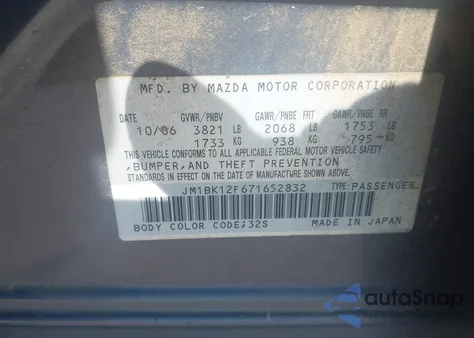 MFD. BY MAZDA MOTOR CORPORATION
DATE GVWR/PNBV GAWR/PNBE FRT GAWR/PNBE RR
10/06 3821 LB 2068 LB 1753 LB
1733 KG 938 KG 795 KG
THIS VEHICLE CONFORMS TO ALL APPLICABLE FEDERAL MOTOR VEHICLE SAFETY,
BUMPER, AND THEFT PREVENTION
STANDARDS IN EFFECT ON THE DATE OF MANUFACTURE SHOWN ABOVE.
JM1BK12F671652832 TYPE:PASSENGER
BODY COLOR CODE;32S MADE IN JAPAN
autoSnap